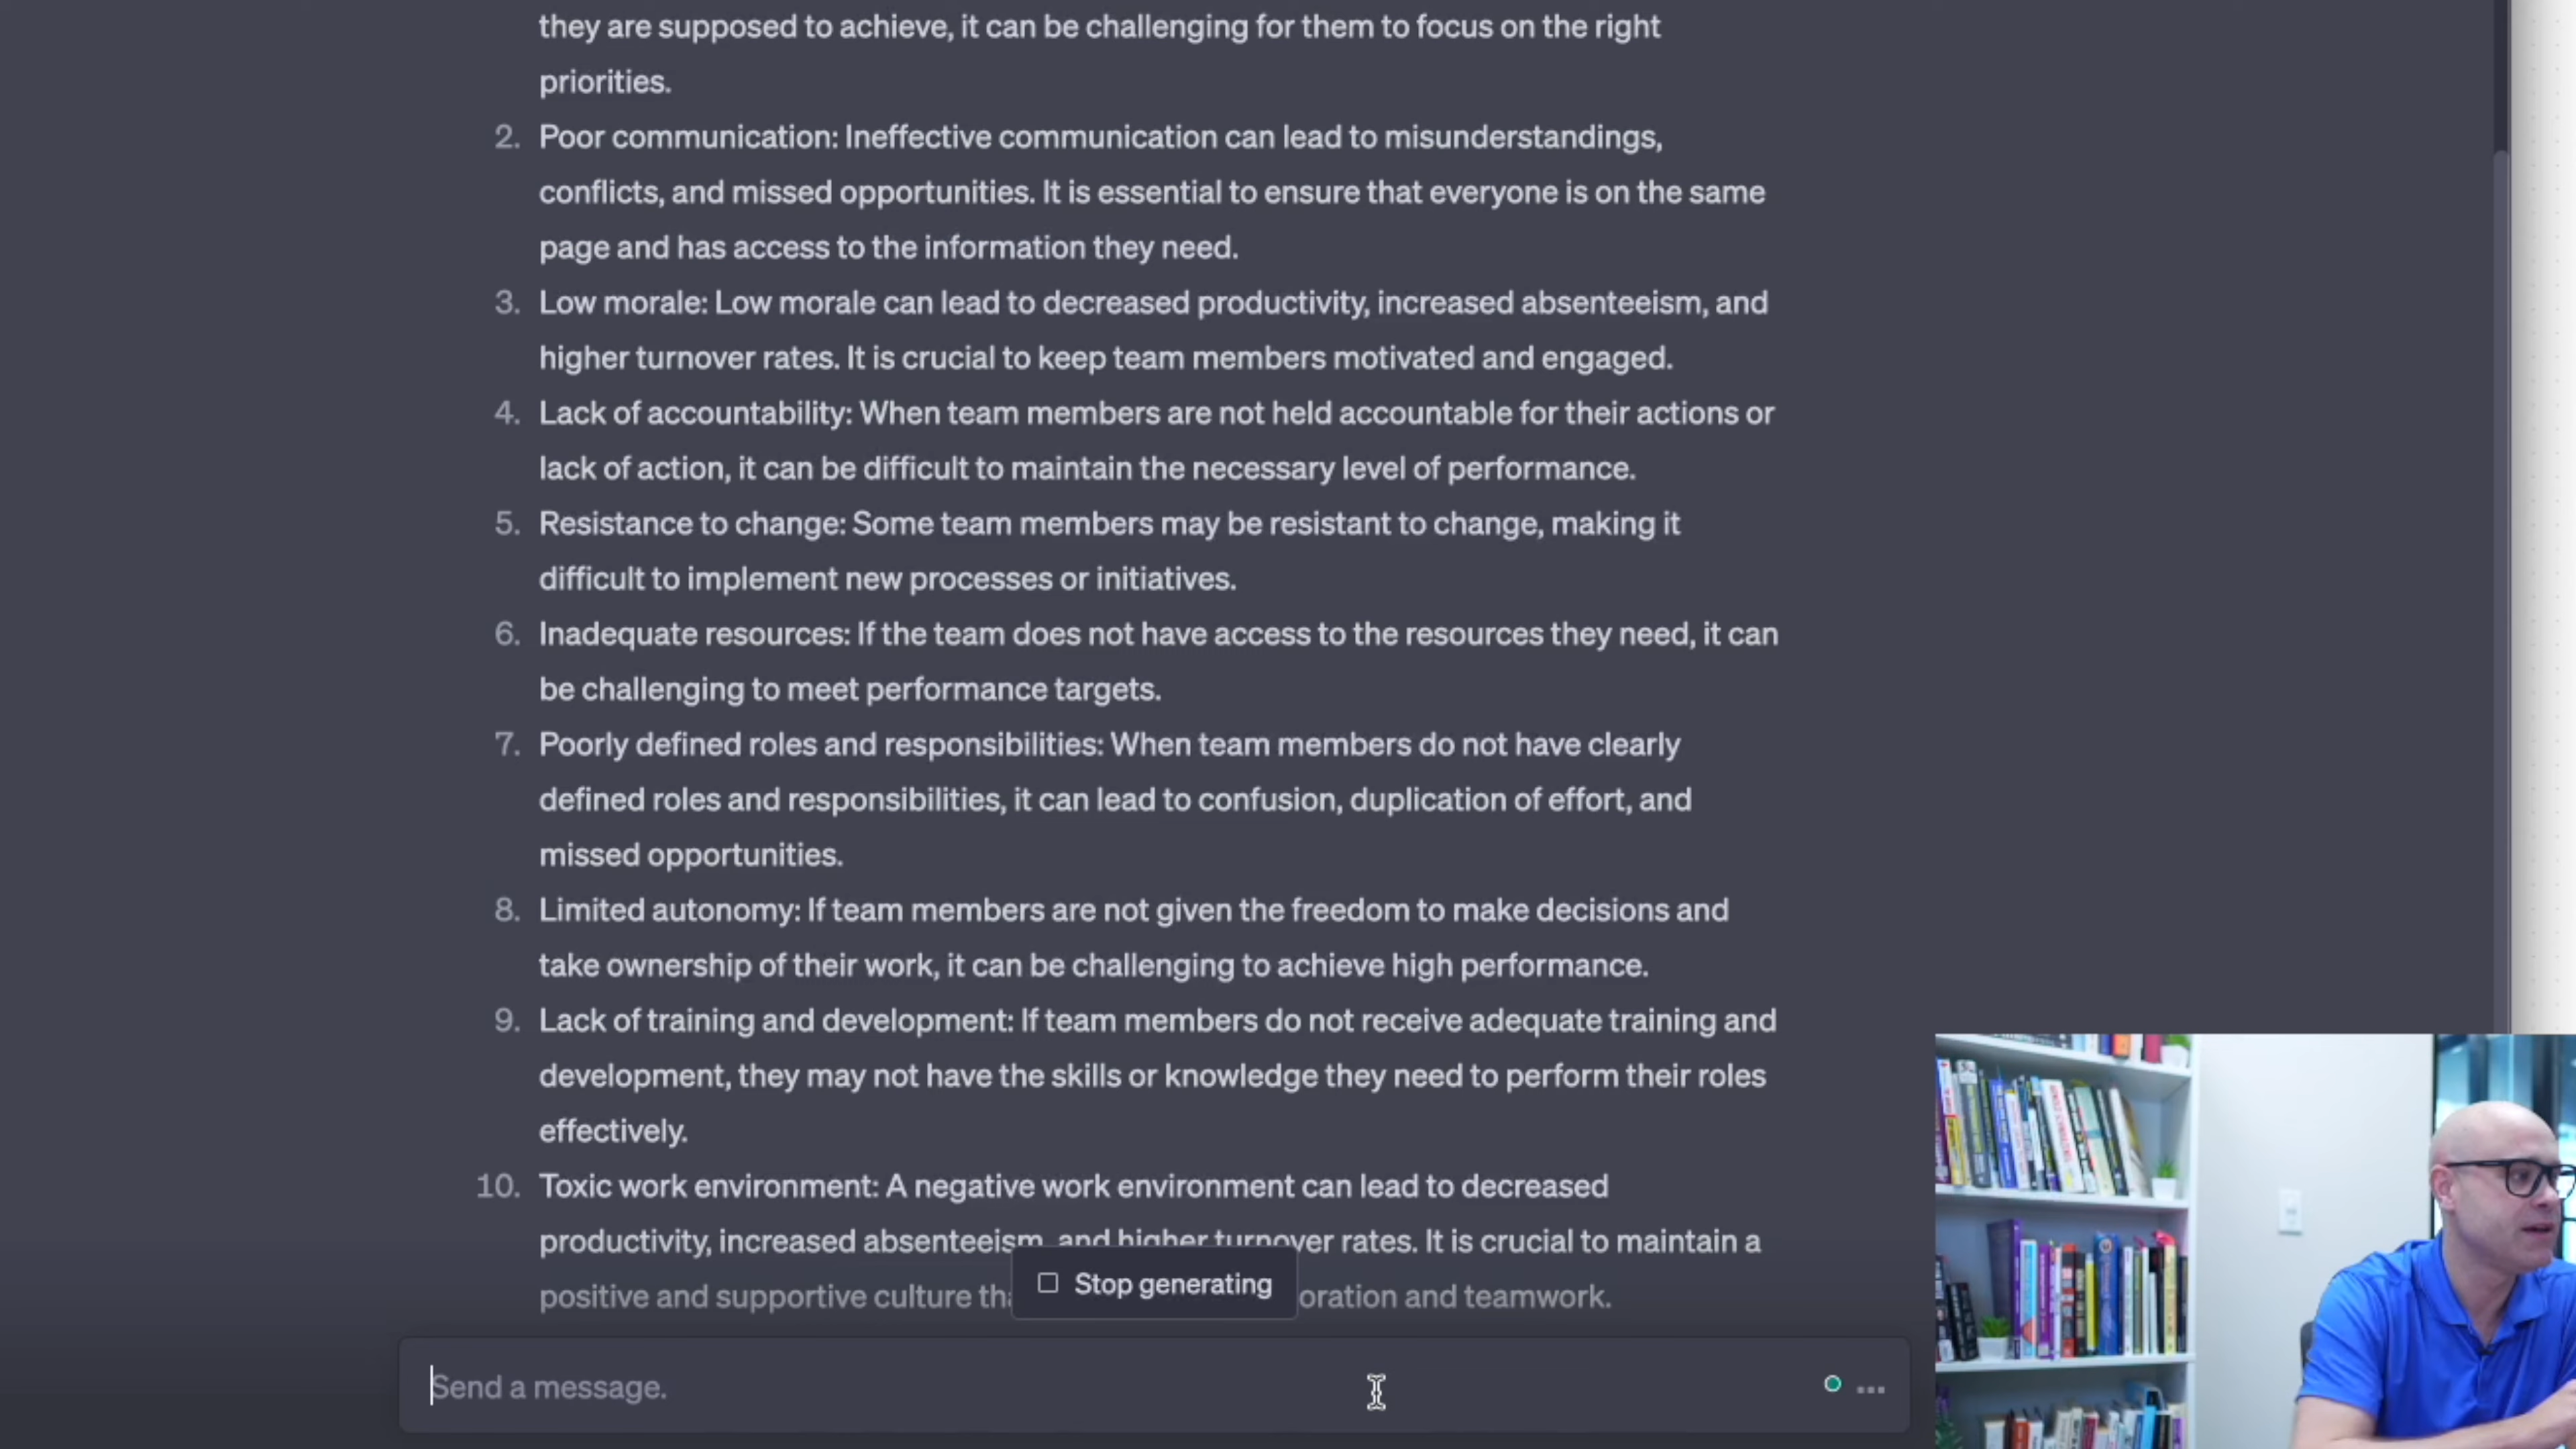 they are supposed to achieve, it can be challenging for them to focus on the right
priorities.
2. Poor communication: Ineffective communication can lead to misunderstandings,
conflicts, and missed opportunities. It is essential to ensure that everyone is on the same
page and has access to the information they need.
3. Low morale: Low morale can lead to decreased productivity, increased absenteeism, and
higher turnover rates. It is crucial to keep team members motivated and engaged.
4. Lack of accountability: When team members are not held accountable for their actions or
lack of action, it can be difficult to maintain the necessary level of performance.
5. Resistance to change: Some team members may be resistant to change, making it
difficult to implement new processes or initiatives.
6. Inadequate resources: If the team does not have access to the resources they need, it can
be challenging to meet performance targets.
7. Poorly defined roles and responsibilities: When team members do not have clearly
defined roles and responsibilities, it can lead to confusion, duplication of effort, and
missed opportunities.
8. Limited autonomy: If team members are not given the freedom to make decisions and
take ownership of their work, it can be challenging to achieve high performance.
9. Lack of training and development: If team members do not receive adequate training and
development, they may not have the skills or knowledge they need to perform their roles
effectively.
10. Toxic work environment: A negative work environment can lead to decreased
productivity, increased absenteeism, and higher turnover rates. It is crucial to maintain a
positive and supportive culture oration and teamwork.
Stop generating
Send a message.